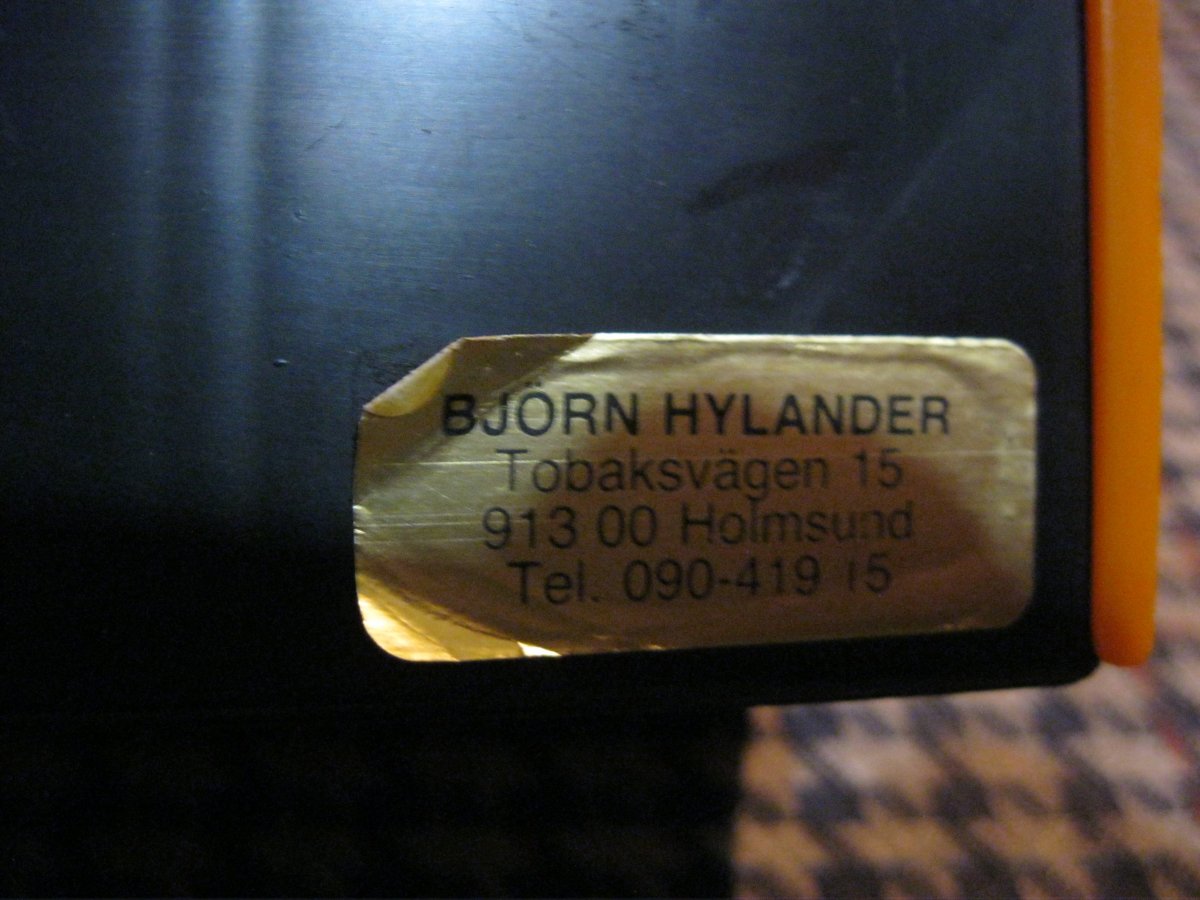 BJÖRN HYLANDER
Tobaksvägen 15
913 00 Holmsund
Tel. 090-419 15